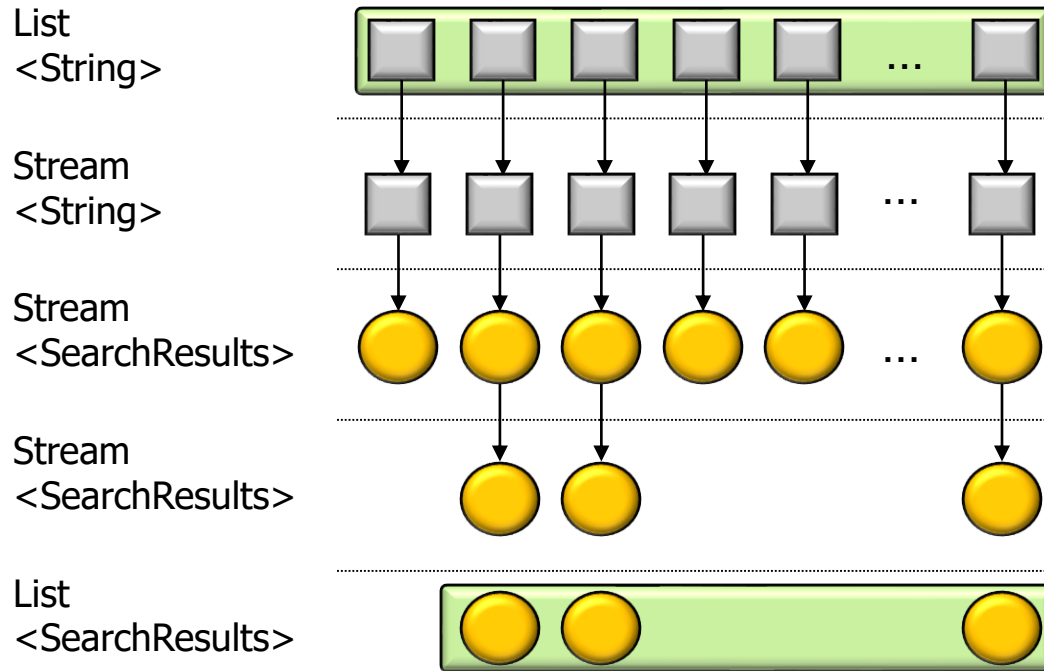 List
<String>
...
Stream
<String>
...
Stream
<SearchResults>
...
Stream
<SearchResults>
List
<SearchResults>